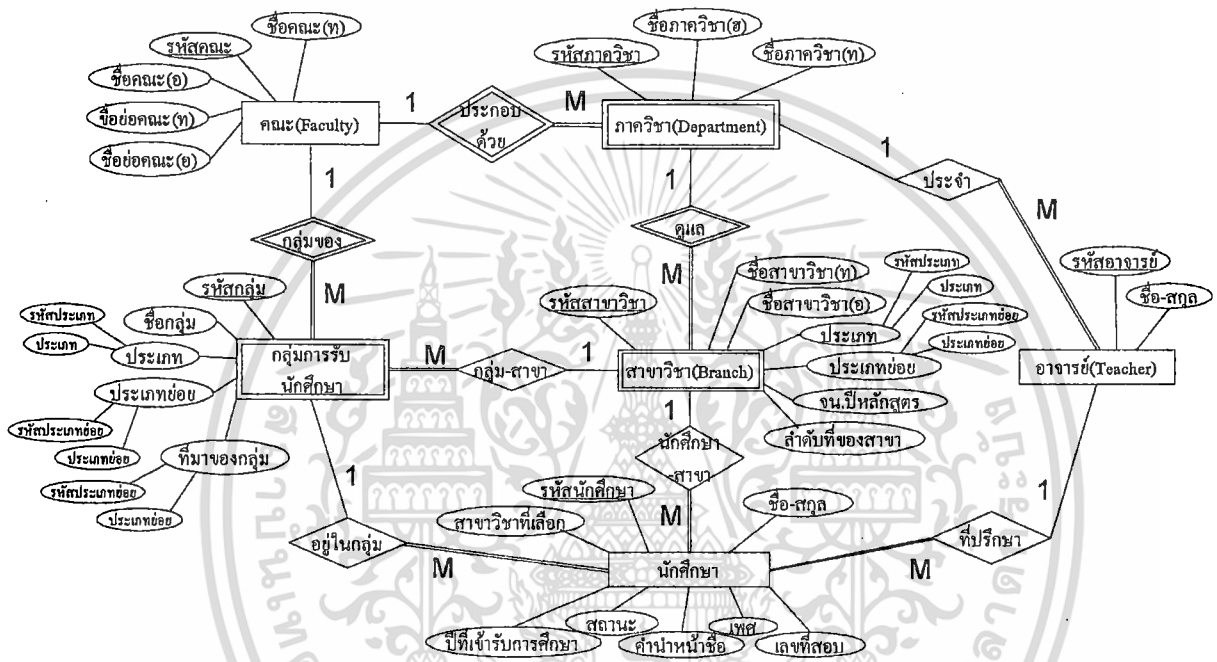 ชื่อคณะ(ท)
รหัสคณะ
ชื่อคณะ(อ)
ชื่อย่อคณะ(ท)
ชื่อย่อคณะ(อ)
คณะ(Faculty)
1
ประกอบ
ด้วย
M
ชื่อภาควิชา(ฮ)
รหัสภาควิชา
ชื่อภาควิชา(ท)
ภาควิชา(Department)
1
ประจำ
M
1
กลุ่มของ
M
1
ดูแล
M
รหัสอาจารย์
ชื่อ-สกุล
อาจารย์(Teacher)
รหัสกลุ่ม
ชื่อกลุ่ม
รหัสประเภท
ประเภท
ประเภท
ประเภทย่อย
รหัสประเภทย่อย
ประเภทย่อย
ที่มาของกลุ่ม
รหัสประเภทย่อย
ประเภทย่อย
กลุ่มการรับ
นักศึกษา
M
กลุ่ม-สาขา
1
รหัสสาขาวิชา
ชื่อสาขาวิชา(ท)
ชื่อสาขาวิชา(อ)
รหัสประเภท
ประเภท
ประเภท
รหัสประเภทย่อย
ประเภทย่อย
ประเภทย่อย
จน.ปีหลักสูตร
ลำดับที่ของสาขา
สาขาวิชา(Branch)
1
นักศึกษา
-สาขา
M
1
อยู่ในกลุ่ม
M
1
ที่ปรึกษา
M
รหัสนักศึกษา
สาขาวิชาที่เลือก
ชื่อ-สกุล
นักศึกษา
ปีที่เข้ารับการศึกษา
สถานะ
คำนำหน้าชื่อ
เพศ
เลขที่สอบ